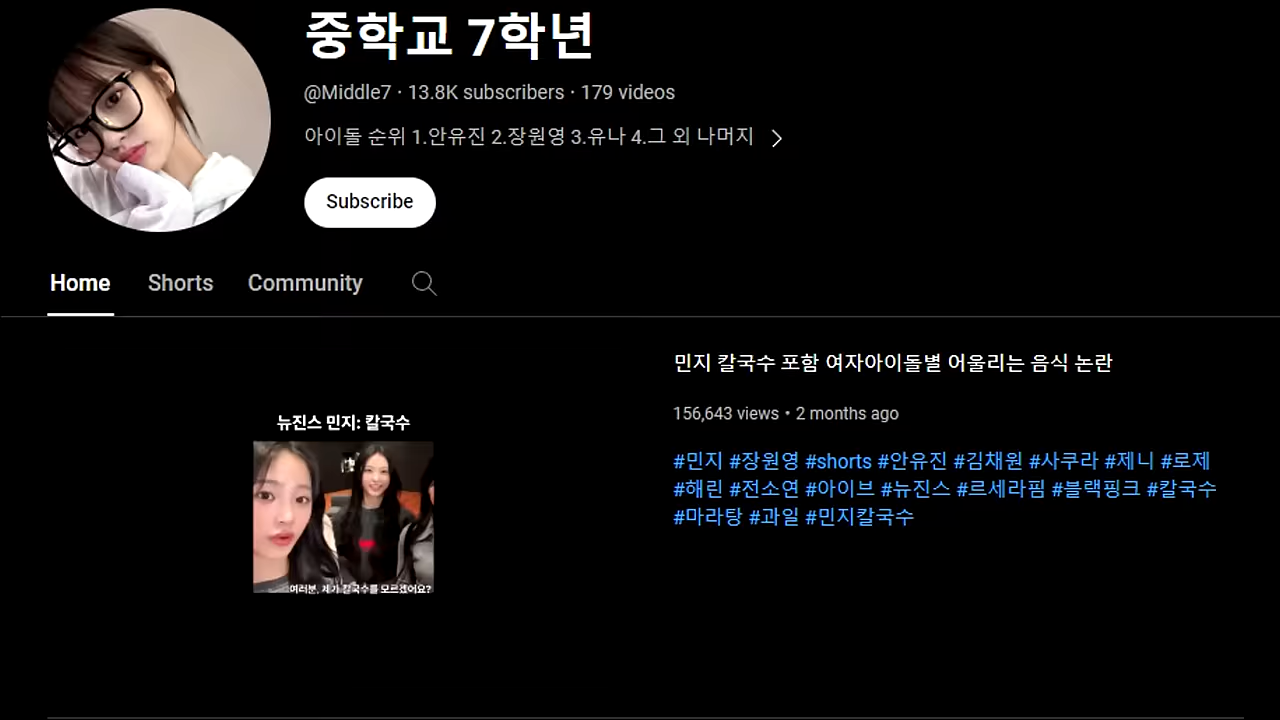 중학교 7학년
@Middle7 · 13.8K subscribers · 179 videos
아이돌 순위 1.안유진 2.장원영 3.유나 4.그 외 나머지
Subscribe
Home Shorts Community
민지 칼국수 포함 여자아이돌별 어울리는 음식 논란
156,643 views • 2 months ago
#민지 #장원영 #shorts #안유진 #김채원 #사쿠라 #제니 #로제
#해린 #전소연 #아이브 #뉴진스 #르세라핌 #블랙핑크 #칼국수
#마라탕 #과일 #민지칼국수
뉴진스 민지: 칼국수
여러분, 제가 칼국수를 모르겠어요?